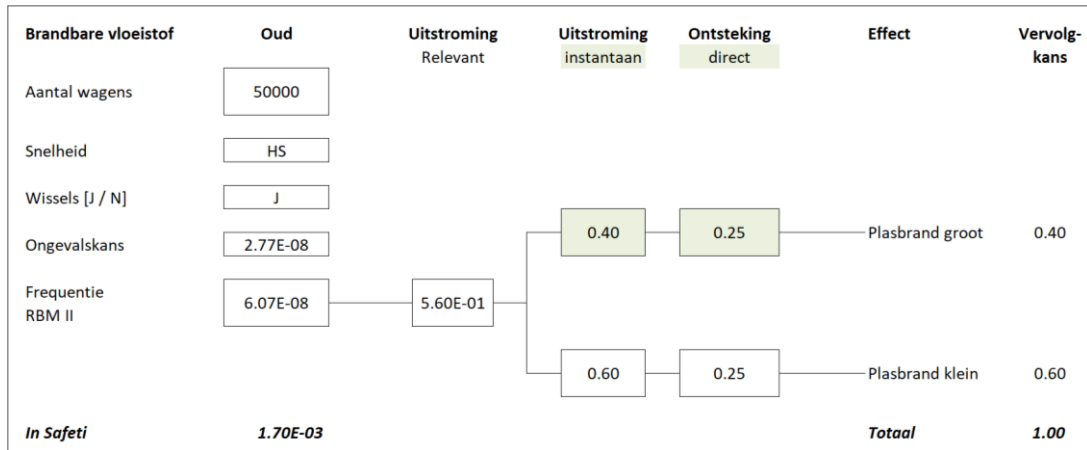 Brandbare vloeistof Oud Uitstroming Uitstroming Ontsteking Effect Vervolg-
Relevant instantaan direct kans
Aantal wagens 50000
Snelheid HS
Wissels [J / N] J
0.40 0.25 Plasbrand groot 0.40
Ongevalskans 2.77E-08
Frequentie
RBM II 6.07E-08 5.60E-01
0.60 0.25 Plasbrand klein 0.60
In Safeti 1.70E-03 Totaal 1.00